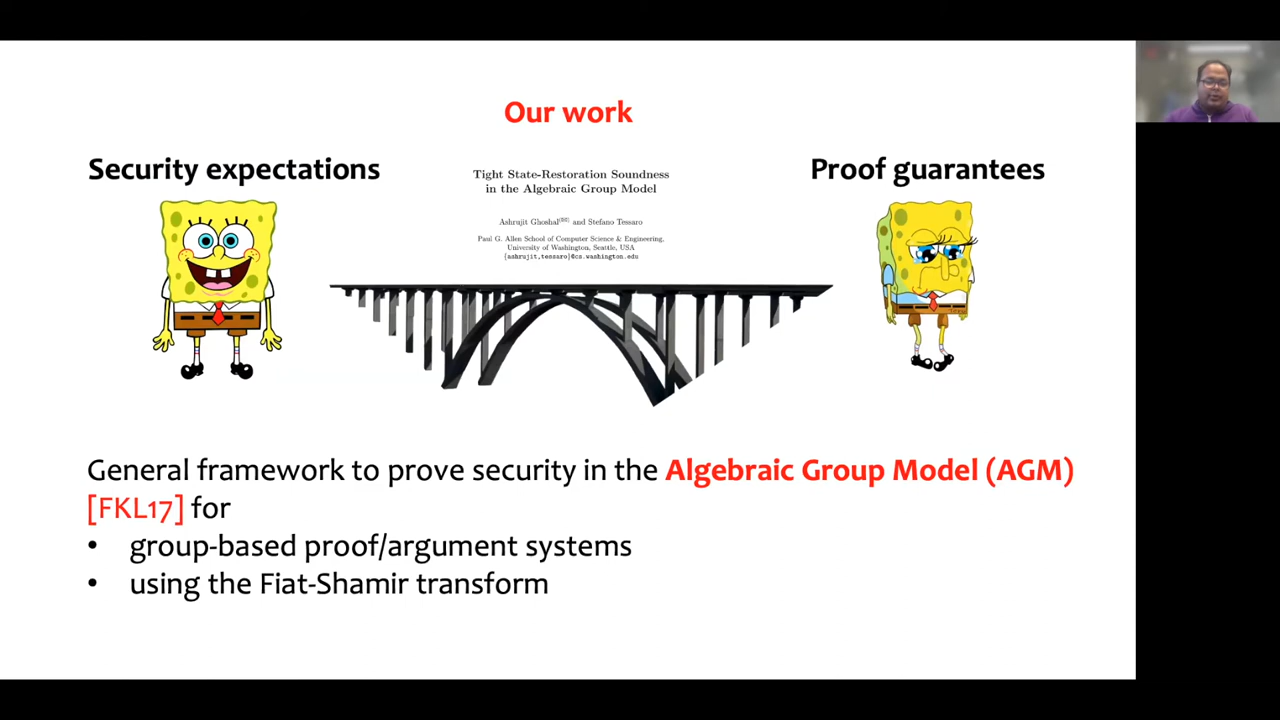 Our work
Security expectations
Tight State-Restoration Soundness
in the Algebraic Group Model
Proof guarantees
Ashrujit Ghoshal(✉) and Stefano Tessaro
Paul G. Allen School of Computer Science & Engineering,
University of Washington, Seattle, USA
{ashrujit,tessaro}@cs.washington.edu
General framework to prove security in the Algebraic Group Model (AGM)
[FKL17] for
• group-based proof/argument systems
• using the Fiat-Shamir transform